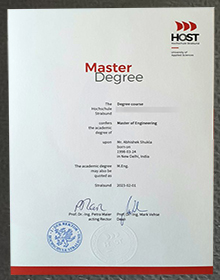 HOST
Hochschule Stralsund
University of
Applied Sciences
Master
Degree
The Hochschule Stralsund
Degree course
confers the academic degree of
Master of Engineering
upon
Mr. Abhishek Shukla
born on
1998-03-24
in New Delhi, India
The academic degree may also be quoted as
M.Eng.
Stralsund
2023-02-02
Prof. Dr.-Ing. Petra Maier
acting Rector
Prof.
Ing. Mark Vehse
Dean